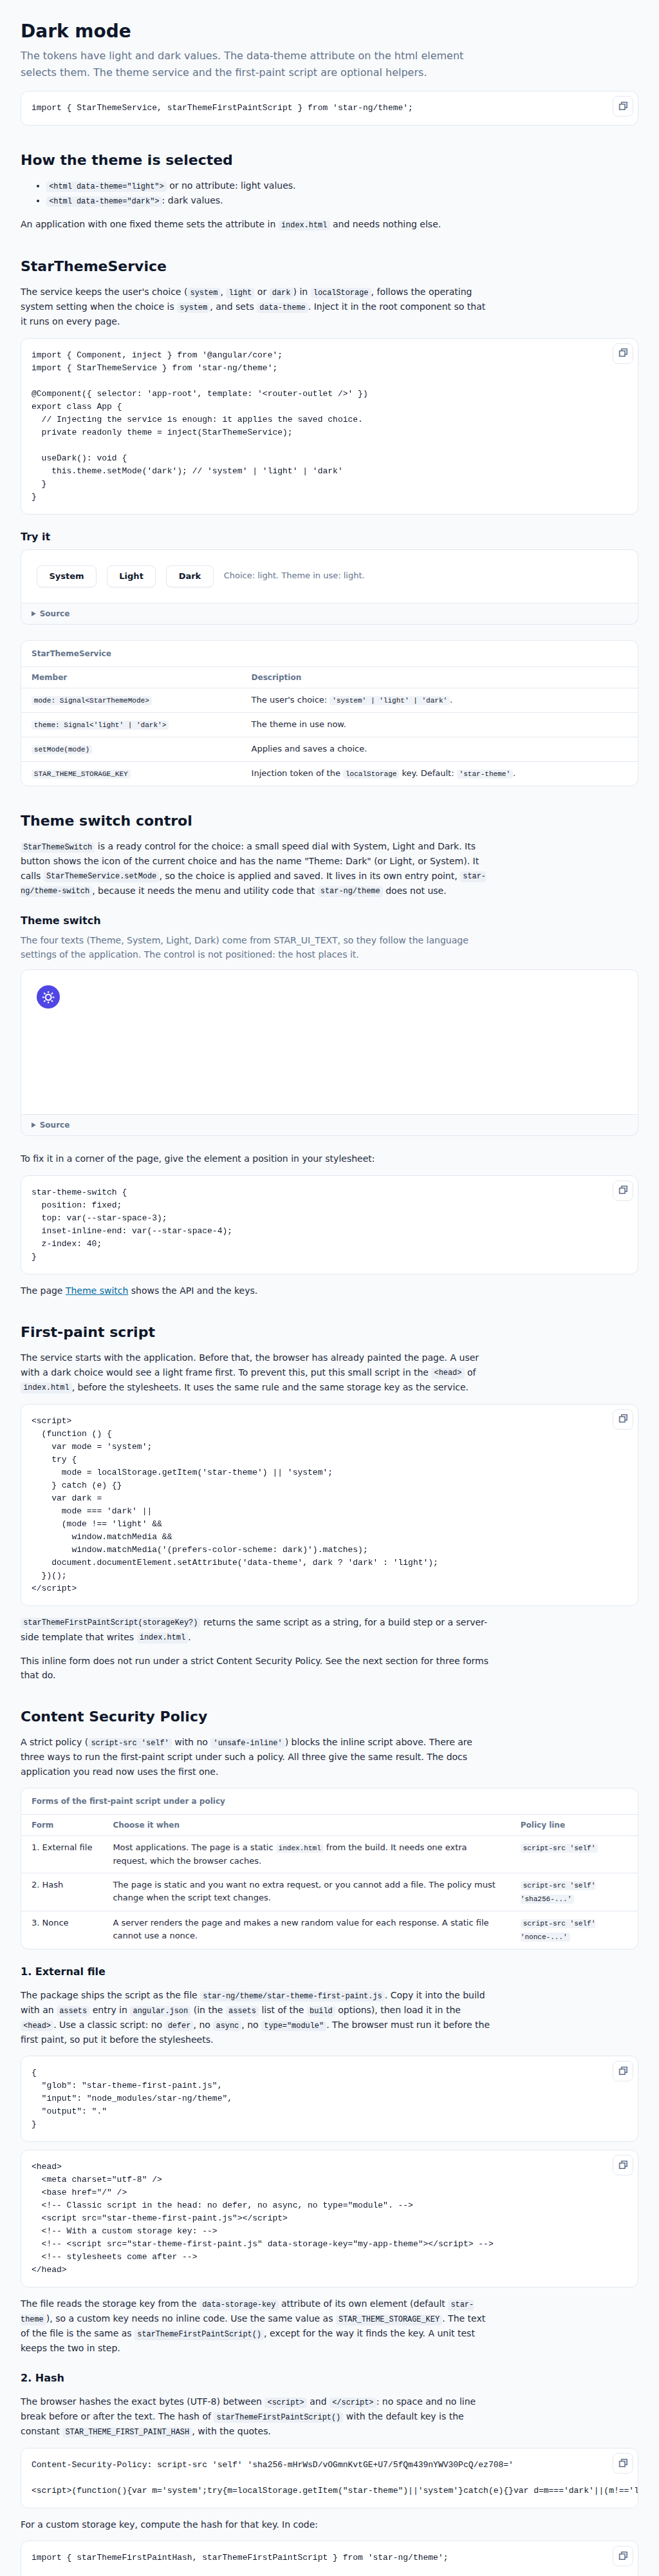 Dark mode
The tokens have light and dark values. The data-theme attribute on the html element
selects them. The theme service and the first-paint script are optional helpers.
import { StarThemeService, starThemeFirstPaintScript } from 'star-ng/theme';
How the theme is selected
<html data-theme="light"> or no attribute: light values.
<html data-theme="dark"> : dark values.
An application with one fixed theme sets the attribute in index.html and needs nothing else.
StarThemeService
The service keeps the user's choice ( system , light or dark ) in localStorage , follows the operating
system setting when the choice is system , and sets data-theme . Inject it in the root component so that
it runs on every page.
import { Component, inject } from '@angular/core';
import { StarThemeService } from 'star-ng/theme';
@Component({ selector: 'app-root', template: '<router-outlet />' })
export class App {
// Injecting the service is enough: it applies the saved choice.
private readonly theme = inject(StarThemeService);
useDark(): void {
this.theme.setMode('dark'); // 'system' | 'light' | 'dark'
}
}
Try it
System Light Dark Choice: light. Theme in use: light.
Source
StarThemeService
Member Description
mode: Signal<StarThemeMode> The user's choice: 'system' | 'light' | 'dark' .
theme: Signal<'light' | 'dark'> The theme in use now.
setMode(mode) Applies and saves a choice.
STAR_THEME_STORAGE_KEY Injection token of the localStorage key. Default: 'star-theme' .
Theme switch control
StarThemeSwitch is a ready control for the choice: a small speed dial with System, Light and Dark. Its
button shows the icon of the current choice and has the name "Theme: Dark" (or Light, or System). It
calls StarThemeService.setMode , so the choice is applied and saved. It lives in its own entry point, star-
ng/theme-switch , because it needs the menu and utility code that star-ng/theme does not use.
Theme switch
The four texts (Theme, System, Light, Dark) come from STAR_UI_TEXT, so they follow the language
settings of the application. The control is not positioned: the host places it.
Source
To fix it in a corner of the page, give the element a position in your stylesheet:
star-theme-switch {
position: fixed;
top: var(--star-space-3);
inset-inline-end: var(--star-space-4);
z-index: 40;
}
The page Theme switch shows the API and the keys.
First-paint script
The service starts with the application. Before that, the browser has already painted the page. A user
with a dark choice would see a light frame first. To prevent this, put this small script in the <head> of
index.html , before the stylesheets. It uses the same rule and the same storage key as the service.
<script>
(function () {
var mode = 'system';
try {
mode = localStorage.getItem('star-theme') || 'system';
} catch (e) {}
var dark =
mode === 'dark' ||
(mode !== 'light' &&
window.matchMedia &&
window.matchMedia('(prefers-color-scheme: dark)').matches);
document.documentElement.setAttribute('data-theme', dark ? 'dark' : 'light');
})();
</script>
starThemeFirstPaintScript(storageKey?) returns the same script as a string, for a build step or a server-
side template that writes index.html .
This inline form does not run under a strict Content Security Policy. See the next section for three forms
that do.
Content Security Policy
A strict policy ( script-src 'self' with no 'unsafe-inline' ) blocks the inline script above. There are
three ways to run the first-paint script under such a policy. All three give the same result. The docs
application you read now uses the first one.
Forms of the first-paint script under a policy
Form Choose it when Policy line
1. External file Most applications. The page is a static index.html from the build. It needs one extra script-src 'self'
request, which the browser caches.
2. Hash The page is static and you want no extra request, or you cannot add a file. The policy must script-src 'self'
change when the script text changes. 'sha256-...'
3. Nonce A server renders the page and makes a new random value for each response. A static file script-src 'self'
cannot use a nonce. 'nonce-...'
1. External file
The package ships the script as the file star-ng/theme/star-theme-first-paint.js . Copy it into the build
with an assets entry in angular.json (in the assets list of the build options), then load it in the
<head> . Use a classic script: no defer , no async , no type="module" . The browser must run it before the
first paint, so put it before the stylesheets.
{
"glob": "star-theme-first-paint.js",
"input": "node_modules/star-ng/theme",
"output": "."
}
<head>
<meta charset="utf-8" />
<base href="/" />
<!-- Classic script in the head: no defer, no async, no type="module". -->
<script src="star-theme-first-paint.js"></script>
<!-- With a custom storage key: -->
<!-- <script src="star-theme-first-paint.js" data-storage-key="my-app-theme"></script> -->
<!-- stylesheets come after -->
</head>
The file reads the storage key from the data-storage-key attribute of its own element (default star-
theme ), so a custom key needs no inline code. Use the same value as STAR_THEME_STORAGE_KEY . The text
of the file is the same as starThemeFirstPaintScript() , except for the way it finds the key. A unit test
keeps the two in step.
2. Hash
The browser hashes the exact bytes (UTF-8) between <script> and </script> : no space and no line
break before or after the text. The hash of starThemeFirstPaintScript() with the default key is the
constant STAR_THEME_FIRST_PAINT_HASH , with the quotes.
Content-Security-Policy: script-src 'self' 'sha256-mHrWsD/vOGmnKvtGE+U7/5fQm439nYWV30PcQ/ez708='
<script>(function(){var m='system';try{m=localStorage.getItem("star-theme")||'system'}catch(e){}var d=m==='dark'||(m!=='l
For a custom storage key, compute the hash for that key. In code:
import { starThemeFirstPaintHash, starThemeFirstPaintScript } from 'star-ng/theme';